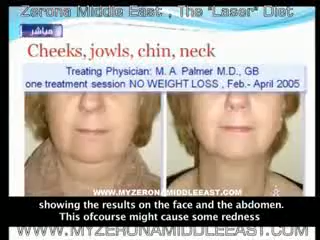 Zerona Middle East , The "Laser" Diet
مباشر
Cheeks, jowls, chin, neck
Treating Physician: M. A. Palmer M.D., GB
one treatment session NO WEIGHT LOSS , Feb.- April 2005
WWW.MYZERONAMIDDLEEAST.COM
showing the results on the face and the abdomen.
This ofcourse might cause some redness
WWW.MYZERONAMIDDLEEAST.COM